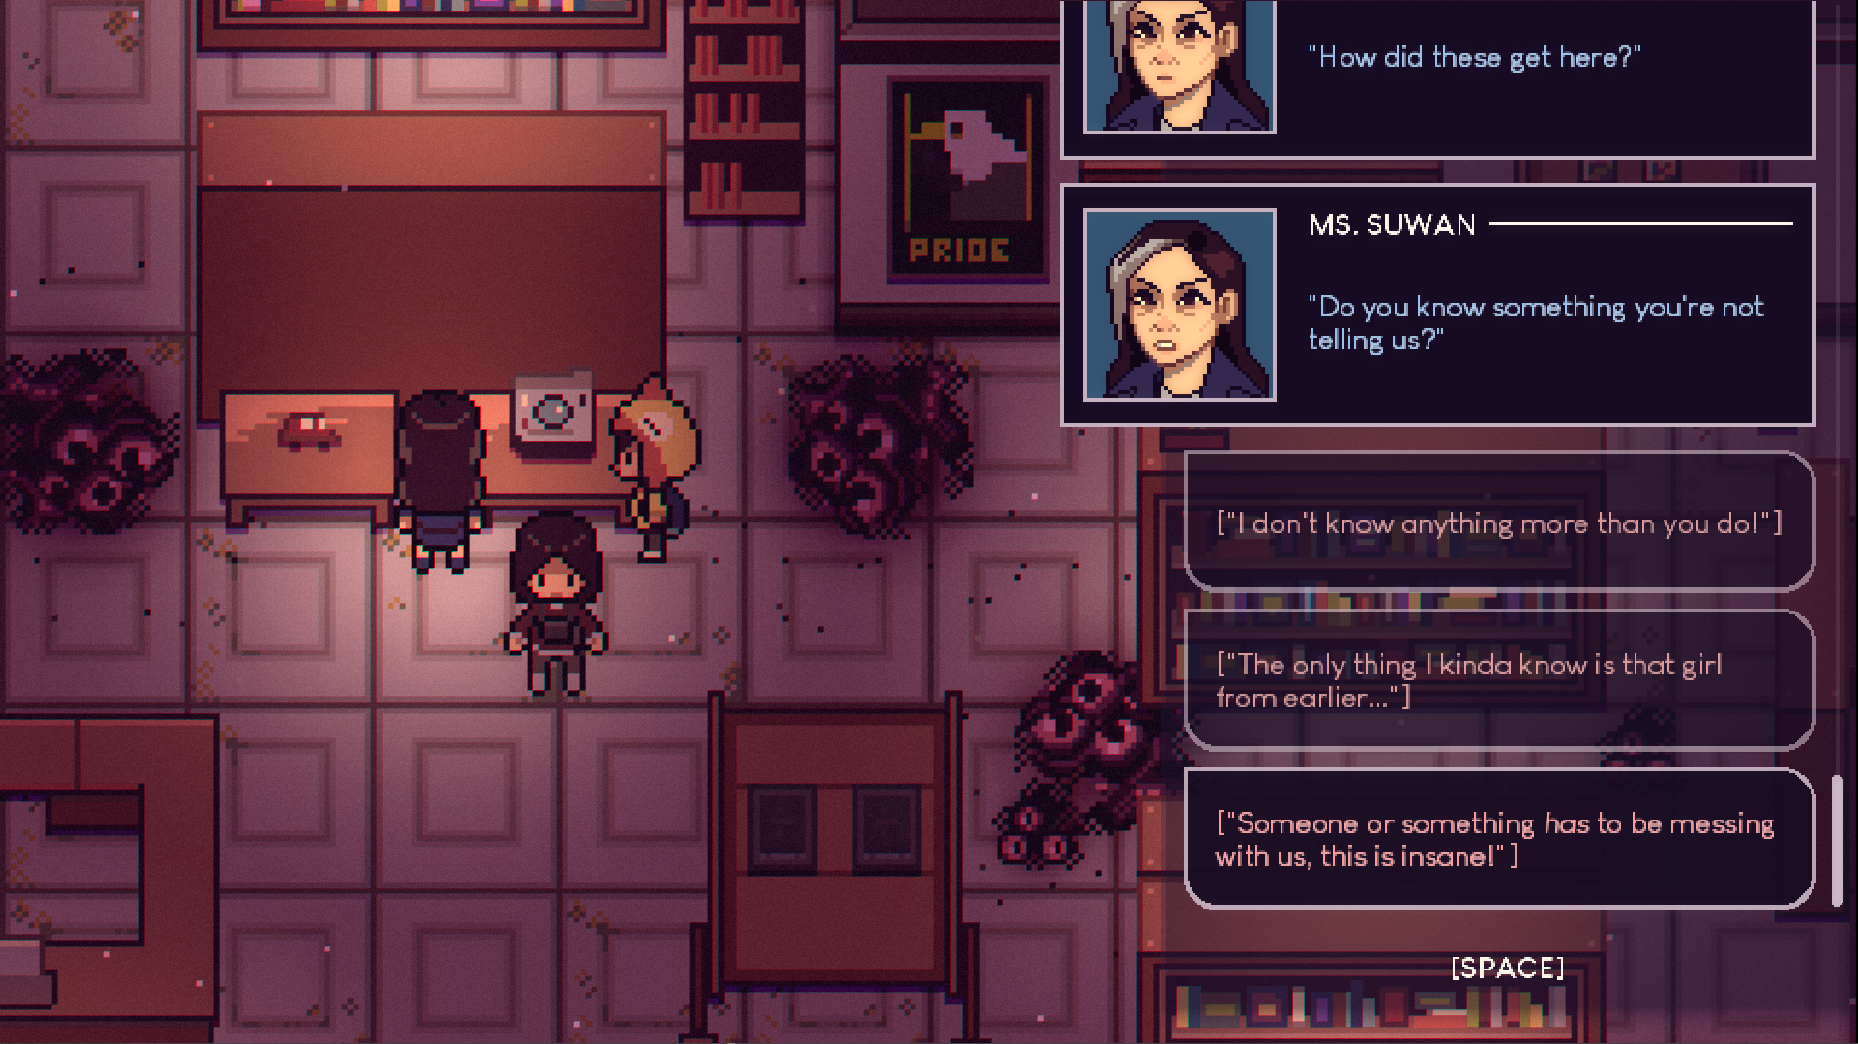 "How did these get here?"
MS. SUWAN
"Do you know something you're not
telling us?"
PRIDE
["I don't know anything more than you do!"]
["The only thing I kinda know is that girl
from earlier..."]
["Someone or something has to be messing
with us, this is insane!"]
[SPACE]